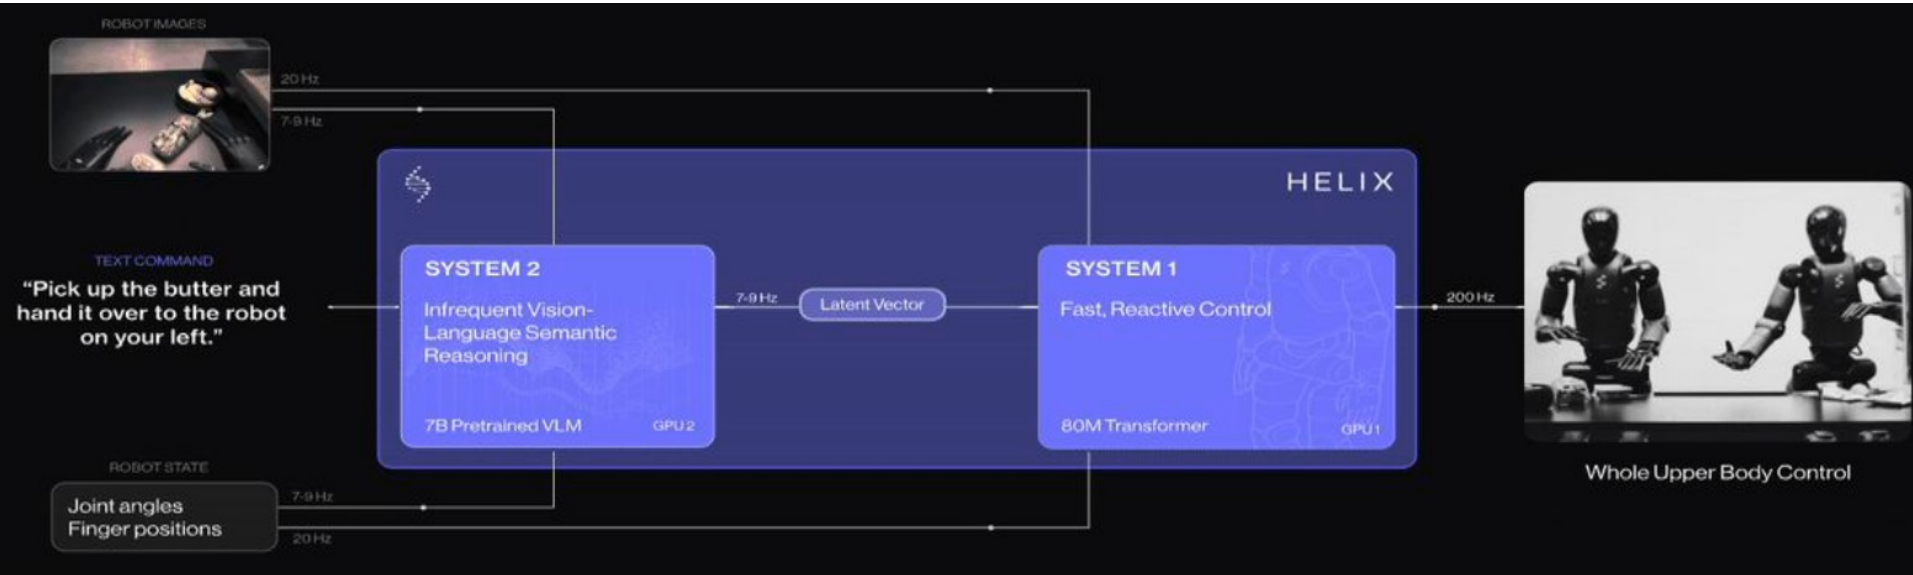 ROBOT IMAGES
20 Hz
7-9 Hz
HELIX
TEXT COMMAND
“Pick up the butter and
hand it over to the robot
on your left.”
SYSTEM 2
Infrequent Vision-
Language Semantic
Reasoning
7B Pretrained VLM
GPU 2
7-9 Hz
Latent Vector
SYSTEM 1
Fast, Reactive Control
80M Transformer
GPU 1
200 Hz
Whole Upper Body Control
ROBOT STATE
Joint angles
Finger positions
7-9 Hz
20 Hz